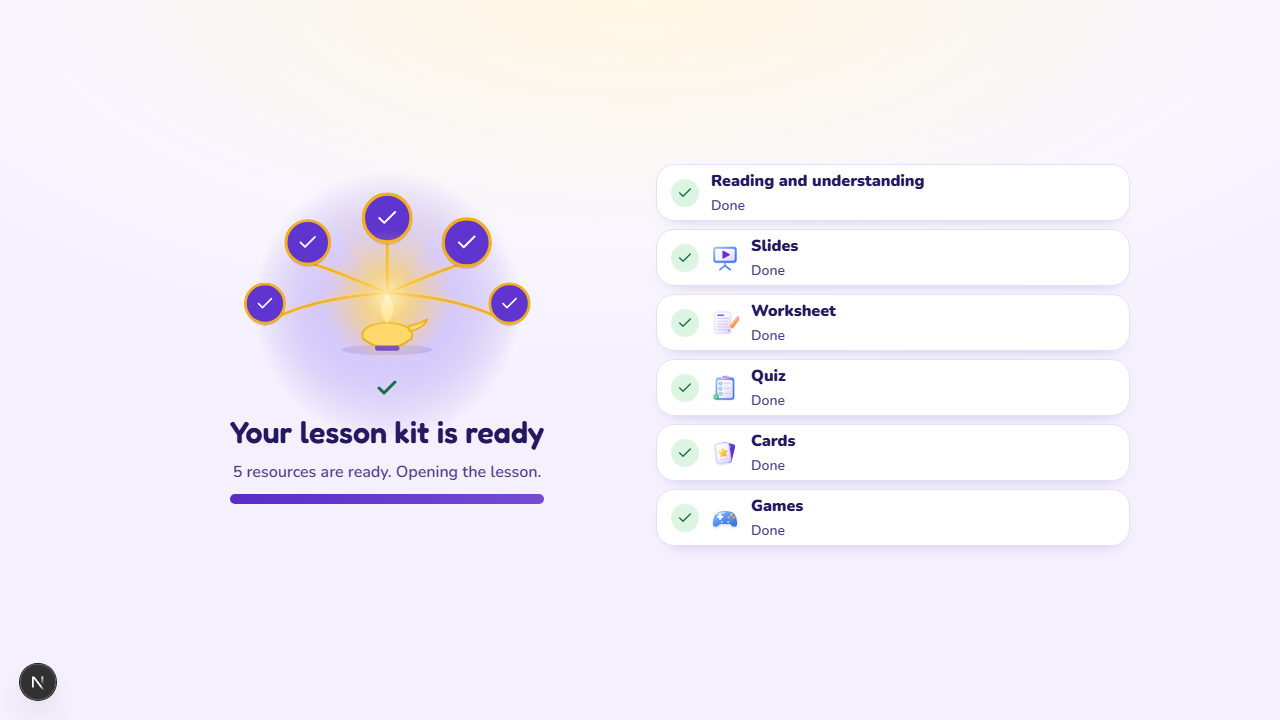 Your lesson kit is ready
5 resources are ready. Opening the lesson.
Reading and understanding
Done
Slides
Done
Worksheet
Done
Quiz
Done
Cards
Done
Games
Done
N